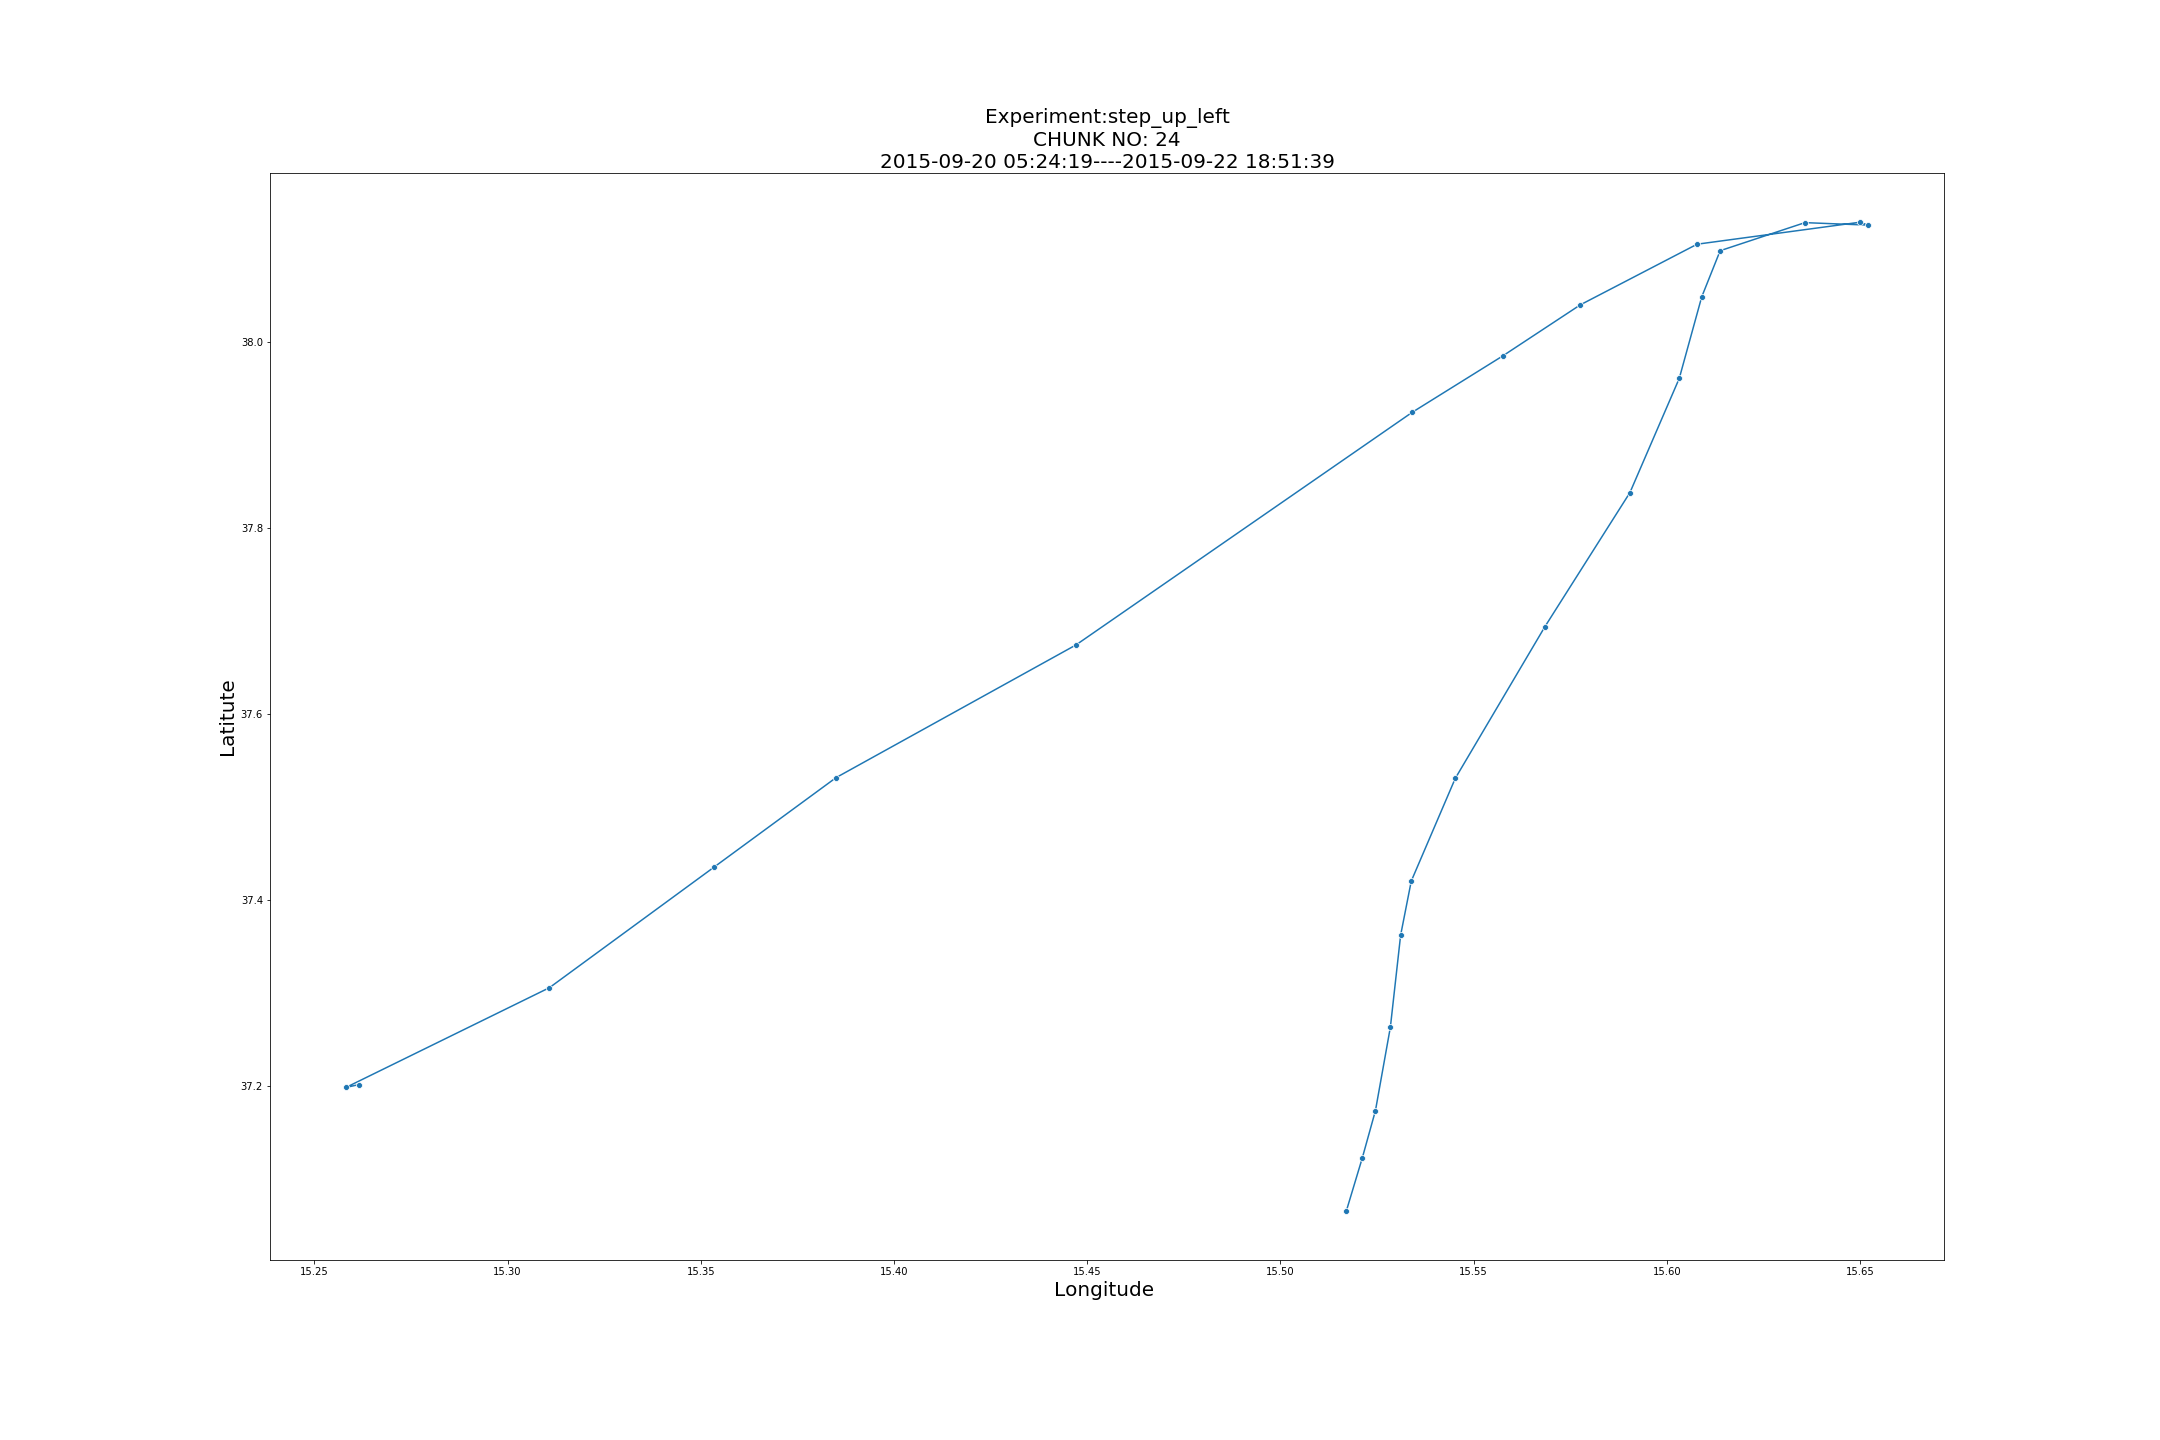 Experiment:step_up_left
CHUNK NO: 24
2015-09-20 05:24:19----2015-09-22 18:51:39
38.0
37.8
37.6
37.4
37.2
Latitute
15.25 15.30 15.35 15.40 15.45 15.50 15.55 15.60 15.65
Longitude